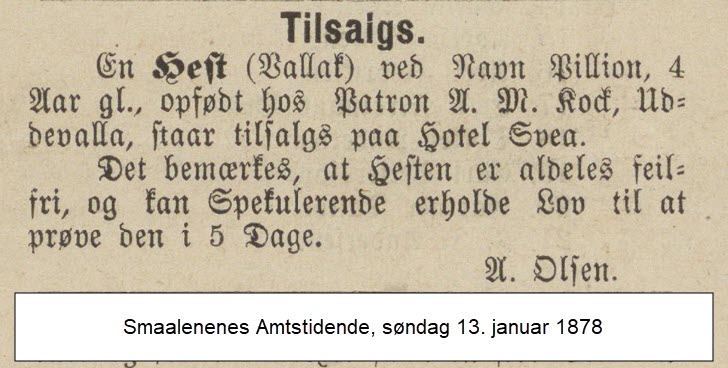 Tilsalgs.
En Hest (Vallak) ved Navn Pillion, 4
Aar gl., opfødt hos Patron A. M. Kock, Ud-
devalla, staar tilsalgs paa Hotel Svea.
Det bemærkes, at Hesten er aldeles feil-
fri, og kan Spekulerende erholde Lov til at
prøve den i 5 Dage.
A. Olsen.
Smaalenenes Amtstidende, søndag 13. januar 1878